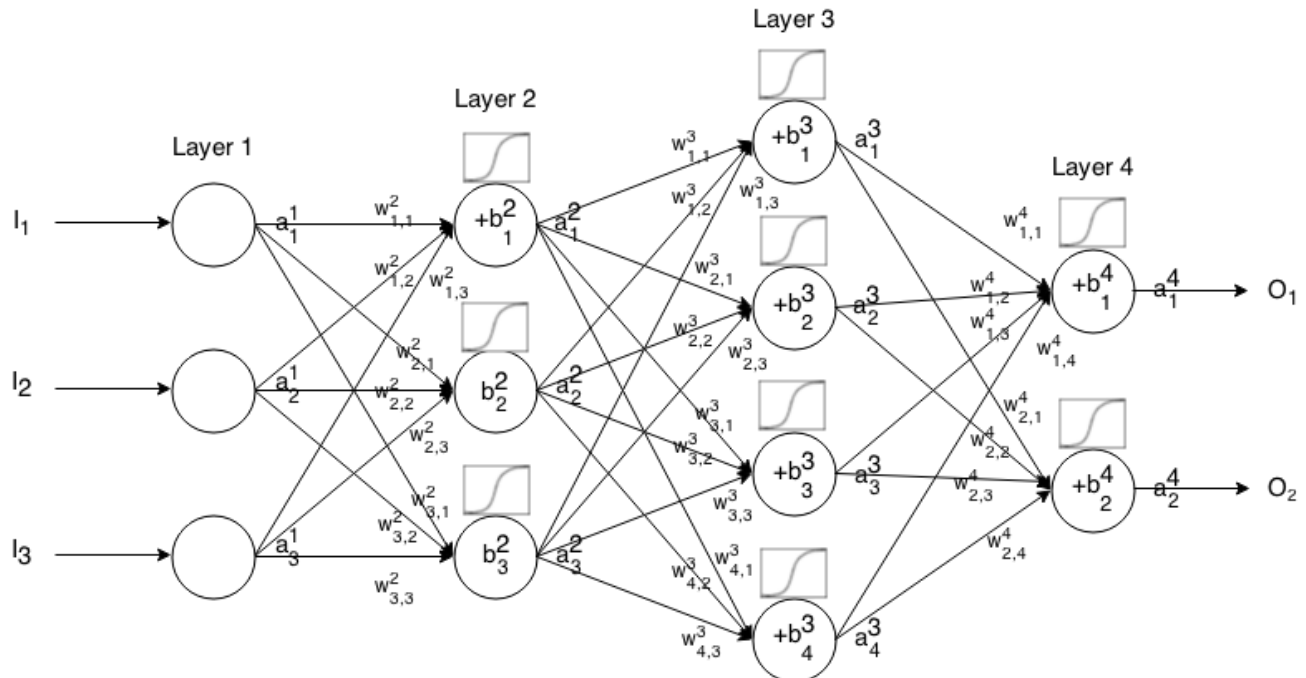 Layer 1
Layer 2
Layer 3
Layer 4
I₁
I₂
I₃
a¹₁
a¹₂
a¹₃
w²₁,₁
w²₁,₂
w²₁,₃
w²₂,₁
w²₂,₂
w²₂,₃
w²₃,₁
w²₃,₂
w²₃,₃
+b²₁
b²₂
b²₃
a²₁
a²₂
a²₃
w³₁,₁
w³₁,₂
w³₁,₃
w³₂,₁
w³₂,₂
w³₂,₃
w³₃,₁
w³₃,₂
w³₃,₃
w³₄,₁
w³₄,₂
w³₄,₃
+b³₁
+b³₂
+b³₃
+b³₄
a³₁
a³₂
a³₃
a³₄
w⁴₁,₁
w⁴₁,₂
w⁴₁,₃
w⁴₁,₄
w⁴₂,₁
w⁴₂,₂
w⁴₂,₃
w⁴₂,₄
+b⁴₁
+b⁴₂
a⁴₁
a⁴₂
O₁
O₂